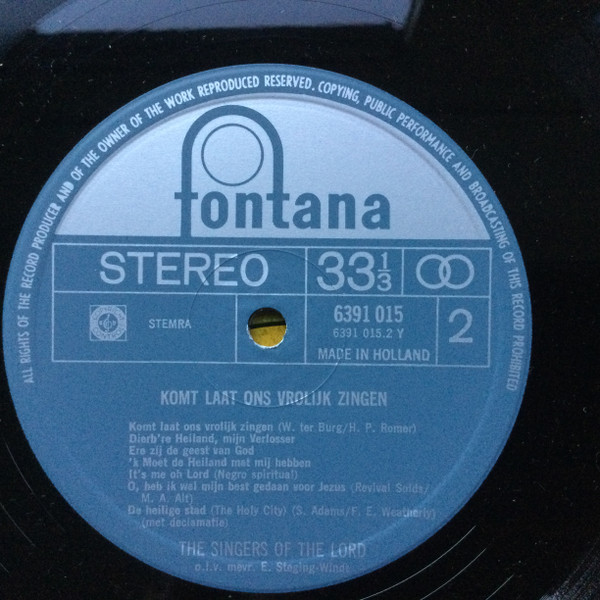 ALL RIGHTS OF THE RECORD PRODUCER AND OF THE OWNER OF THE WORK REPRODUCED RESERVED. COPYING, PUBLIC PERFORMANCE AND BROADCASTING OF THIS RECORD PROHIBITED
fontana
STEREO 33 1/3
STEMRA 6391 015 2
6391 015.2 Y
MADE IN HOLLAND
KOMT LAAT ONS VROLIJK ZINGEN
Komt laat ons vrolijk zingen (W. ter Burg/H. P. Romer)
Dierb're Heiland, mijn Verlosser
Ere zij de geest van God
'k Moet de Heiland met mij hebben
It's me oh Lord (Negro spiritual)
O, heb ik wel mijn best gedaan voor Jezus (Revival Solds/
M. A. Alt)
De heilige stad (The Holy City) (S. Adams/F. E. Weatherly)
(met declamatie)
THE SINGERS OF THE LORD
o.l.v. mevr. E. Steging-Winds